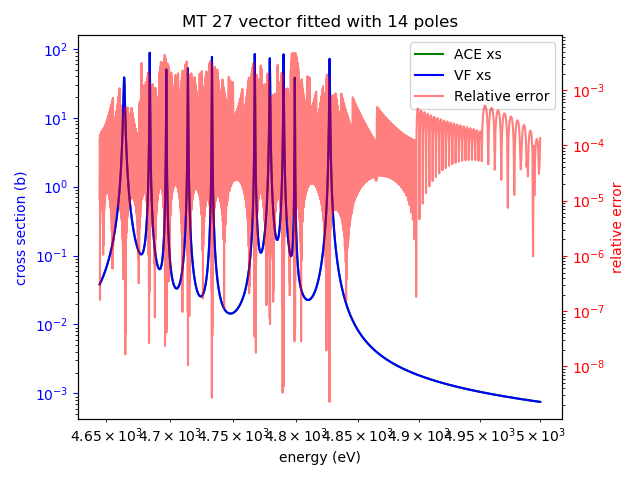 MT 27 vector fitted with 14 poles
ACE xs
VF xs
Relative error
cross section (b)
10²
10¹
10⁰
10⁻¹
10⁻²
10⁻³
relative error
10⁻³
10⁻⁴
10⁻⁵
10⁻⁶
10⁻⁷
10⁻⁸
4.65×10³ 4.7×10³ 4.75×10³ 4.8×10³ 4.85×10³ 4.9×10³ 4.95×10³ 5×10³
energy (eV)